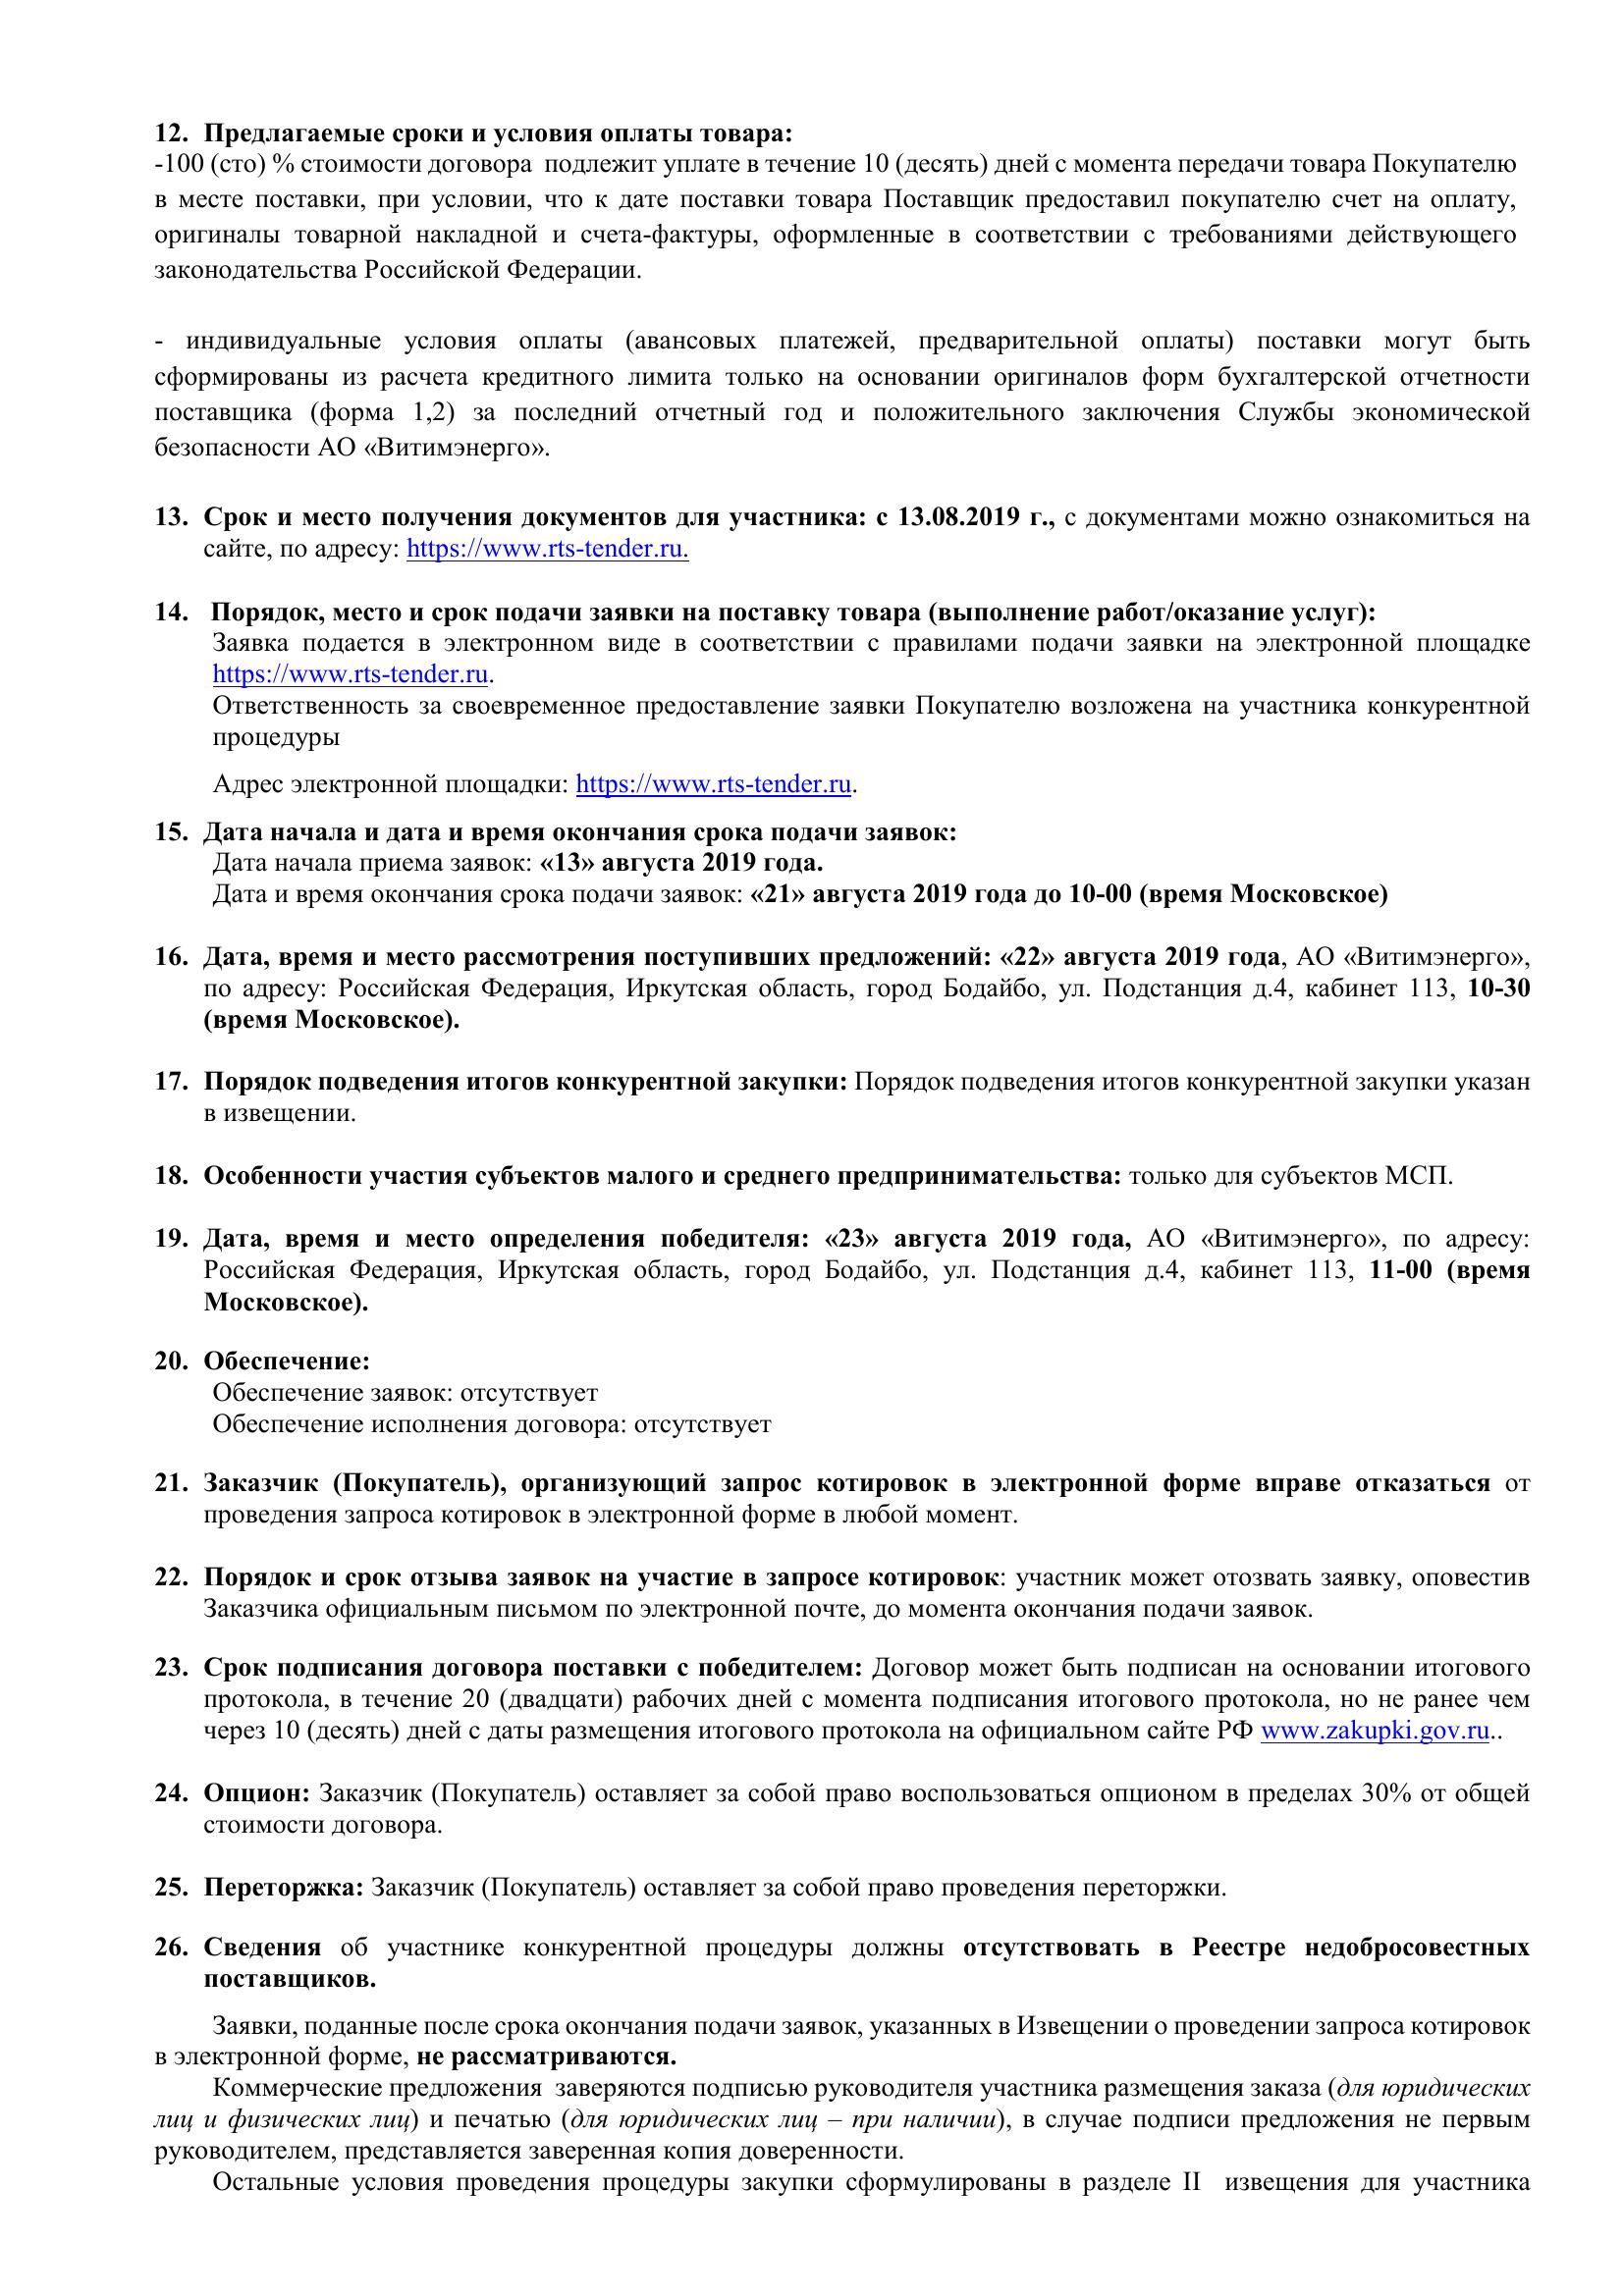 12. Предлагаемые сроки и условия оплаты товара:
-100 (сто) % стоимости договора подлежит уплате в течение 10 (десять) дней с момента передачи товара Покупателю
в месте поставки, при условии, что к дате поставки товара Поставщик предоставил покупателю счет на оплату,
оригиналы товарной накладной и счета-фактуры, оформленные в соответствии с требованиями действующего
законодательства Российской Федерации.
- индивидуальные условия оплаты (авансовых платежей, предварительной оплаты) поставки могут быть
сформированы из расчета кредитного лимита только на основании оригиналов форм бухгалтерской отчетности
поставщика (форма 1,2) за последний отчетный год и положительного заключения Службы экономической
безопасности АО «Витимэнерго».
13. Срок и место получения документов для участника: с 13.08.2019 г., с документами можно ознакомиться на
сайте, по адресу: https://www.rts-tender.ru.
14. Порядок, место и срок подачи заявки на поставку товара (выполнение работ/оказание услуг):
Заявка подается в электронном виде в соответствии с правилами подачи заявки на электронной площадке
https://www.rts-tender.ru.
Ответственность за своевременное предоставление заявки Покупателю возложена на участника конкурентной
процедуры
Адрес электронной площадки: https://www.rts-tender.ru.
15. Дата начала и дата и время окончания срока подачи заявок:
Дата начала приема заявок: «13» августа 2019 года.
Дата и время окончания срока подачи заявок: «21» августа 2019 года до 10-00 (время Московское)
16. Дата, время и место рассмотрения поступивших предложений: «22» августа 2019 года, АО «Витимэнерго»,
по адресу: Российская Федерация, Иркутская область, город Бодайбо, ул. Подстанция д.4, кабинет 113, 10-30
(время Московское).
17. Порядок подведения итогов конкурентной закупки: Порядок подведения итогов конкурентной закупки указан
в извещении.
18. Особенности участия субъектов малого и среднего предпринимательства: только для субъектов МСП.
19. Дата, время и место определения победителя: «23» августа 2019 года, АО «Витимэнерго», по адресу:
Российская Федерация, Иркутская область, город Бодайбо, ул. Подстанция д.4, кабинет 113, 11-00 (время
Московское).
20. Обеспечение:
Обеспечение заявок: отсутствует
Обеспечение исполнения договора: отсутствует
21. Заказчик (Покупатель), организующий запрос котировок в электронной форме вправе отказаться от
проведения запроса котировок в электронной форме в любой момент.
22. Порядок и срок отзыва заявок на участие в запросе котировок: участник может отозвать заявку, оповестив
Заказчика официальным письмом по электронной почте, до момента окончания подачи заявок.
23. Срок подписания договора поставки с победителем: Договор может быть подписан на основании итогового
протокола, в течение 20 (двадцати) рабочих дней с момента подписания итогового протокола, но не ранее чем
через 10 (десять) дней с даты размещения итогового протокола на официальном сайте РФ www.zakupki.gov.ru..
24. Опцион: Заказчик (Покупатель) оставляет за собой право воспользоваться опционом в пределах 30% от общей
стоимости договора.
25. Переторжка: Заказчик (Покупатель) оставляет за собой право проведения переторжки.
26. Сведения об участнике конкурентной процедуры должны отсутствовать в Реестре недобросовестных
поставщиков.
Заявки, поданные после срока окончания подачи заявок, указанных в Извещении о проведении запроса котировок
в электронной форме, не рассматриваются.
Коммерческие предложения заверяются подписью руководителя участника размещения заказа (для юридических
лиц и физических лиц) и печатью (для юридических лиц – при наличии), в случае подписи предложения не первым
руководителем, представляется заверенная копия доверенности.
Остальные условия проведения процедуры закупки сформулированы в разделе II извещения для участника